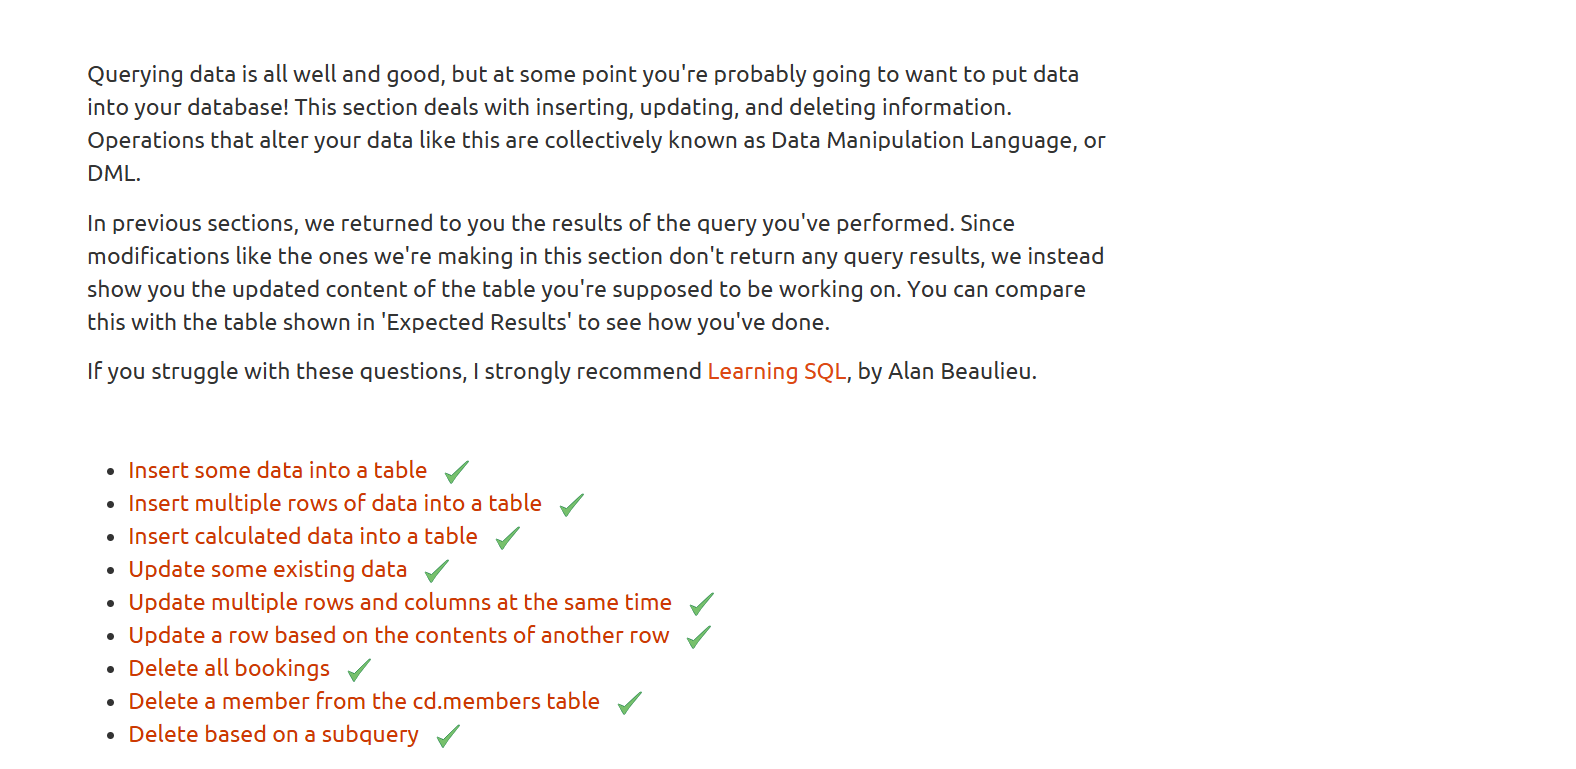 Querying data is all well and good, but at some point you're probably going to want to put data
into your database! This section deals with inserting, updating, and deleting information.
Operations that alter your data like this are collectively known as Data Manipulation Language, or
DML.
In previous sections, we returned to you the results of the query you've performed. Since
modifications like the ones we're making in this section don't return any query results, we instead
show you the updated content of the table you're supposed to be working on. You can compare
this with the table shown in 'Expected Results' to see how you've done.
If you struggle with these questions, I strongly recommend Learning SQL, by Alan Beaulieu.
• Insert some data into a table
• Insert multiple rows of data into a table
• Insert calculated data into a table
• Update some existing data
• Update multiple rows and columns at the same time
• Update a row based on the contents of another row
• Delete all bookings
• Delete a member from the cd.members table
• Delete based on a subquery